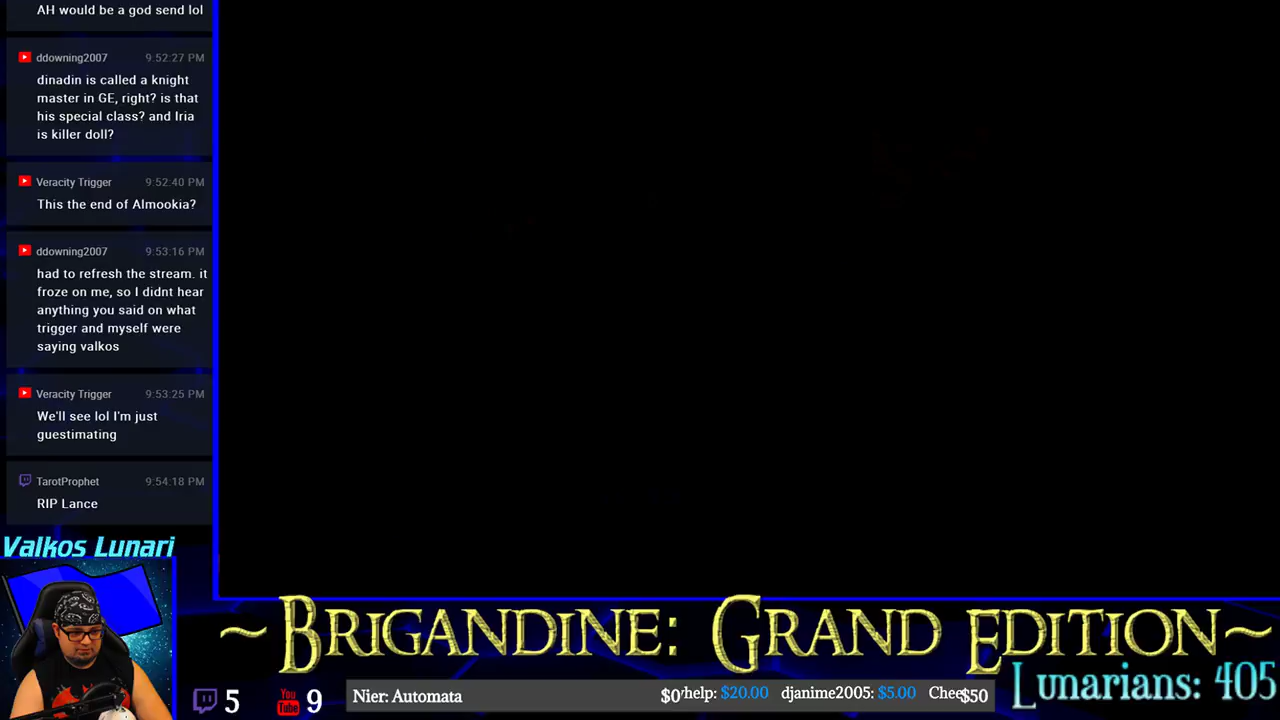 AH would be a god send lol
ddowning2007 9:52:27 PM
dinadin is called a knight
master in GE, right? is that
his special class? and Iria
is killer doll?
Veracity Trigger 9:52:40 PM
This the end of Almookia?
ddowning2007 9:53:16 PM
had to refresh the stream. it
froze on me, so I didnt hear
anything you said on what
trigger and myself were
saying valkos
Veracity Trigger 9:53:25 PM
We'll see lol I'm just
guestimating
TarotProphet 9:54:18 PM
RIP Lance
Valkos Lunari
~Brigandine: Grand Edition~
Lunarians: 405
5
You Tube 9
Nier: Automata
$0
help: $20.00 djanime2005: $5.00
$50